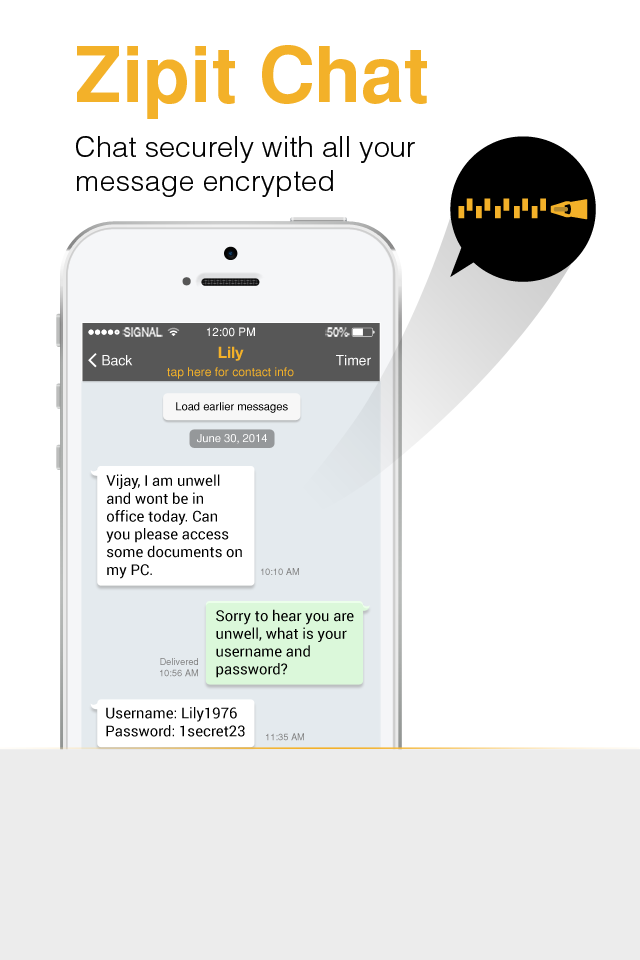 Zipit Chat
Chat securely with all your
message encrypted
SIGNAL 12:00 PM 50%
Back Lily Timer
tap here for contact info
Load earlier messages
June 30, 2014
Vijay, I am unwell
and wont be in
office today. Can
you please access
some documents on
my PC.
10:10 AM
Sorry to hear you are
unwell, what is your
username and
password?
Delivered
10:56 AM
Username: Lily1976
Password: 1secret23
11:35 AM